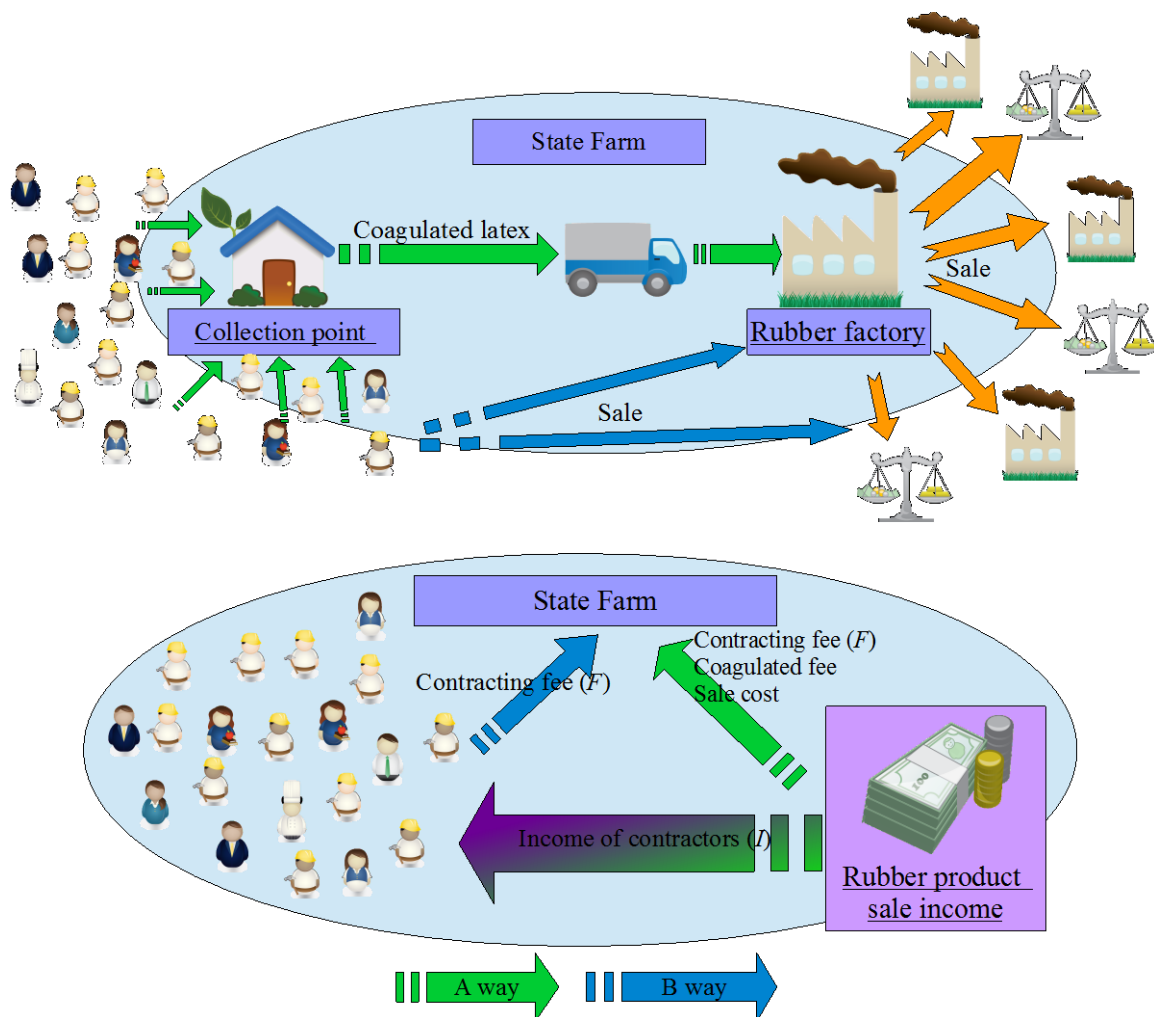 State Farm
Coagulated latex
Sale
Collection point
Rubber factory
Sale
State Farm
Contracting fee (F)
Coagulated fee
Sale cost
Contracting fee (F)
Income of contractors (I)
Rubber product
sale income
A way
B way